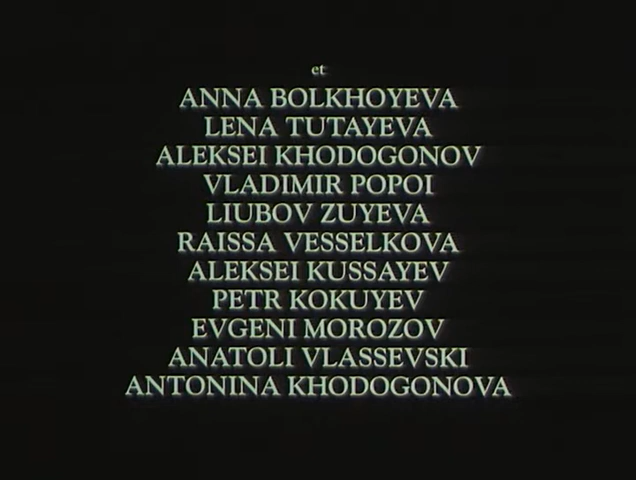 et
ANNA BOLKHOYEVA
LENA TUTAYEVA
ALEKSEI KHODOGONOV
VLADIMIR POPOI
LIUBOV ZUYEVA
RAISSA VESSELKOVA
ALEKSEI KUSSAYEV
PETR KOKUYEV
EVGENI MOROZOV
ANATOLI VLASSEVSKI
ANTONINA KHODOGONOVA